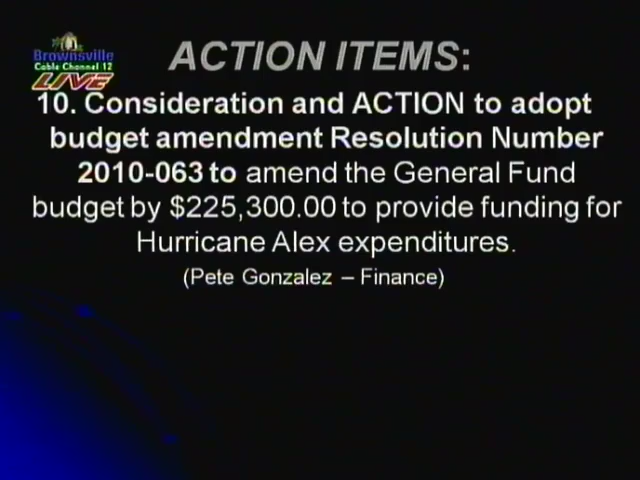 Brownsville
Cable Channel 12
LIVE
ACTION ITEMS:
10. Consideration and ACTION to adopt
budget amendment Resolution Number
2010-063 to amend the General Fund
budget by $225,300.00 to provide funding for
Hurricane Alex expenditures.
(Pete Gonzalez – Finance)